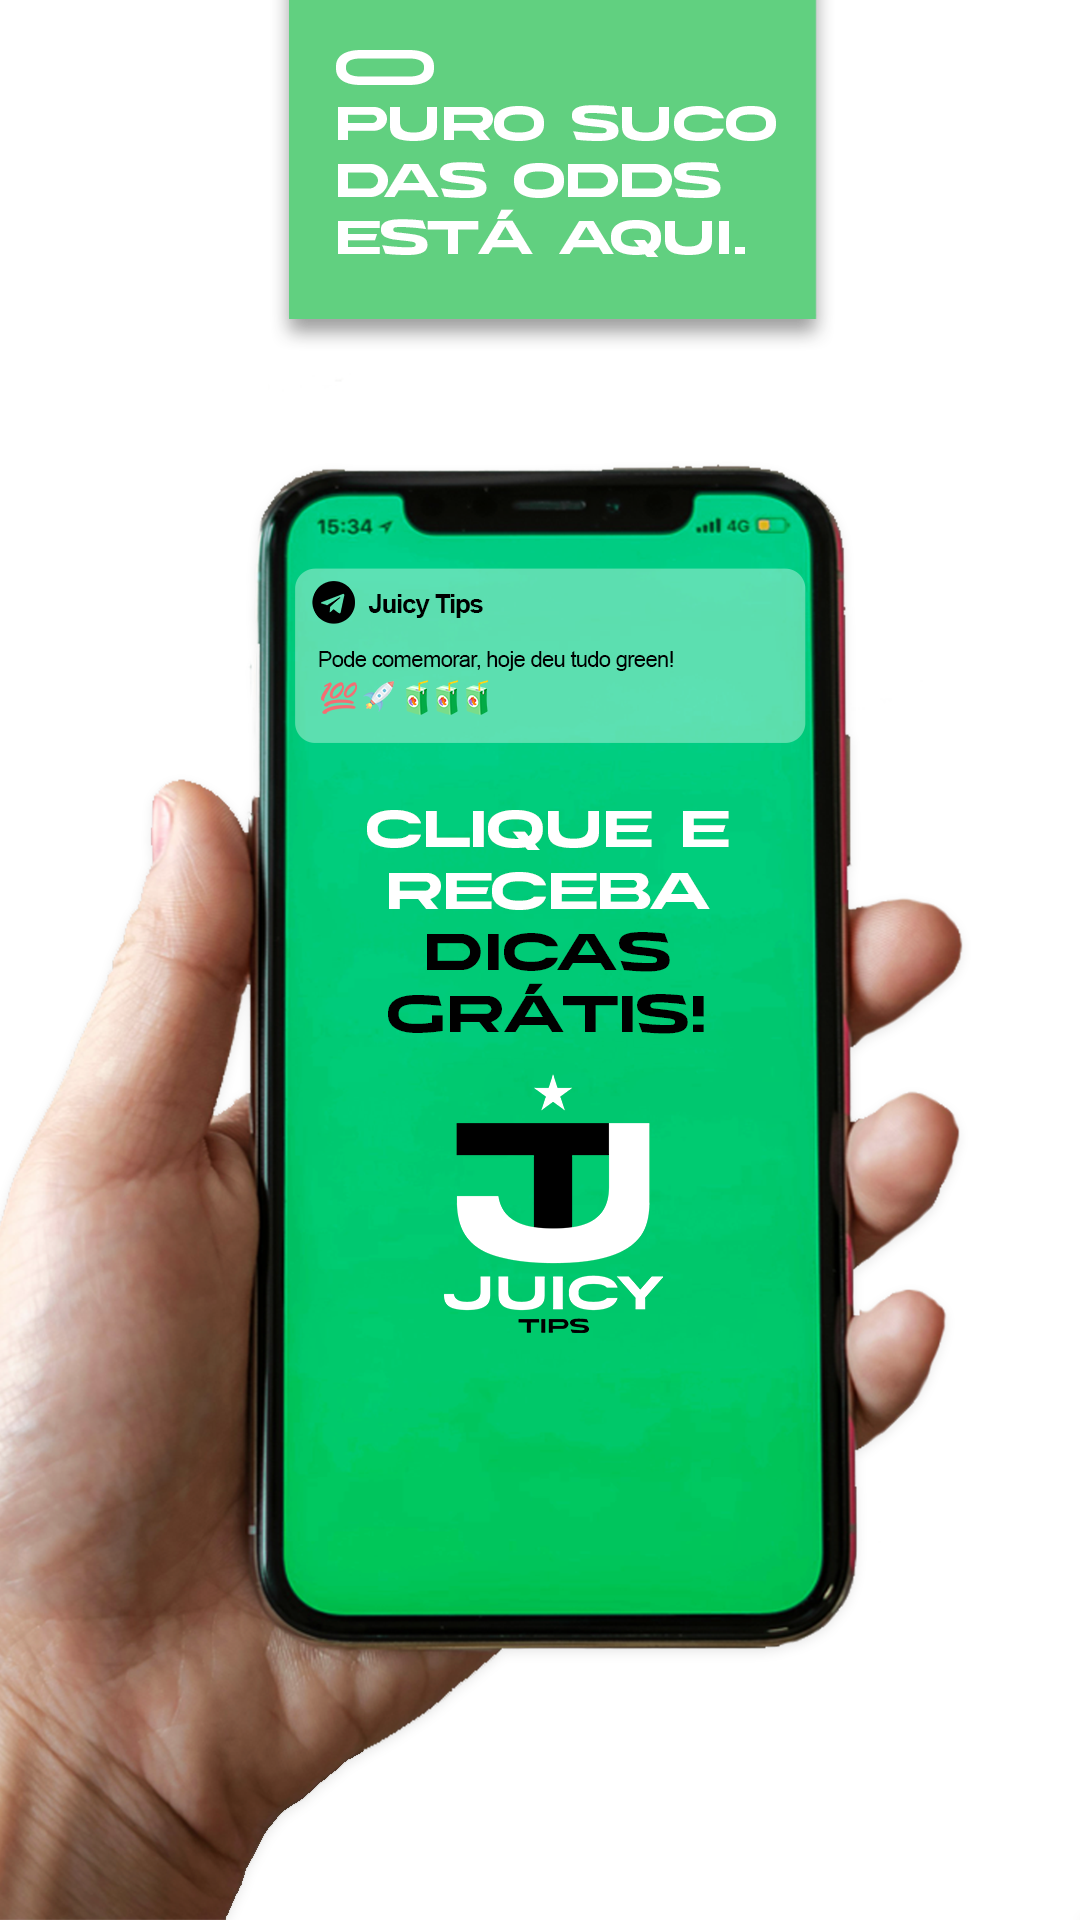 O
PURO SUCO
DAS ODDS
ESTÁ AQUI.
15:34
4G
Juicy Tips
Pode comemorar, hoje deu tudo green!
💯🚀🧃🧃🧃
CLIQUE E
RECEBA
DICAS
GRÁTIS!
TJ
JUICY
TIPS